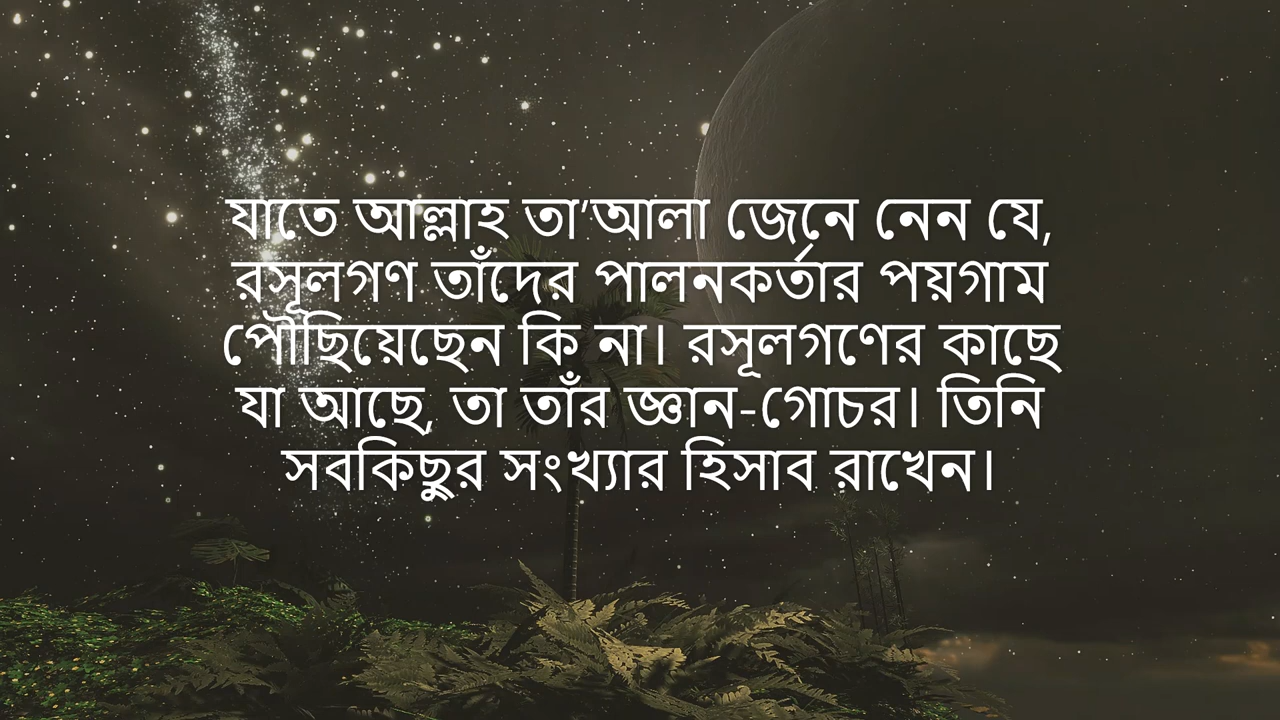 যাতে আল্লাহ তা’আলা জেনে নেন যে,
রসূলগণ তাঁদের পালনকর্তার পয়গাম
পৌছিয়েছেন কি না। রসূলগণের কাছে
যা আছে, তা তাঁর জ্ঞান-গোচর। তিনি
সবকিছুর সংখ্যার হিসাব রাখেন।